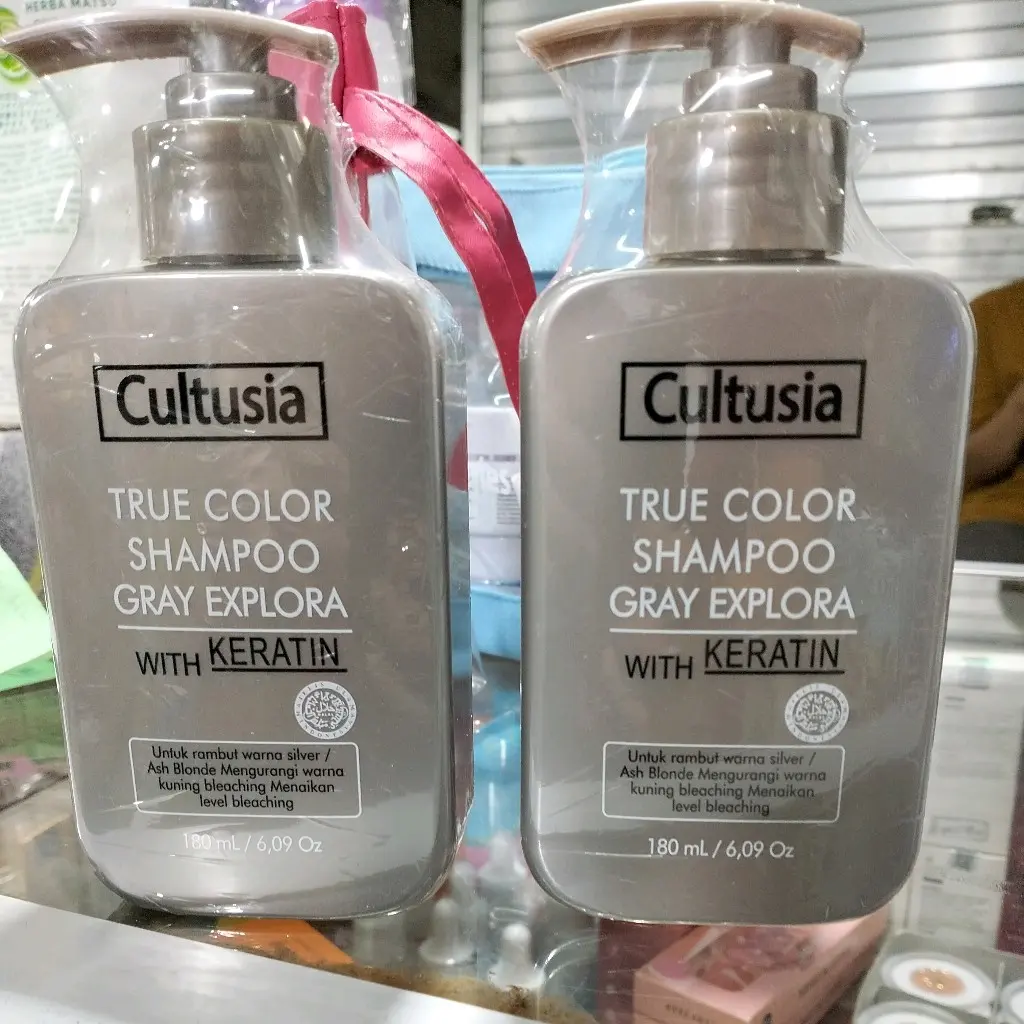 HERBA MATSU
Cultusia
TRUE COLOR
SHAMPOO
GRAY EXPLORA
WITH KERATIN
Untuk rambut warna silver /
Ash Blonde Mengurangi warna
kuning bleaching Menaikan
level bleaching
180 mL / 6,09 Oz
Cultusia
TRUE COLOR
SHAMPOO
GRAY EXPLORA
WITH KERATIN
Untuk rambut warna silver /
Ash Blonde Mengurangi warna
kuning bleaching Menaikan
level bleaching
180 mL / 6,09 Oz